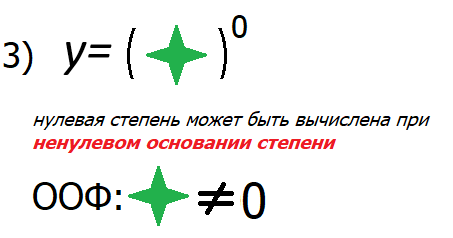 3) y= ( )⁰
нулевая степень может быть вычислена при
ненулевом основании степени
ООФ: ≠0